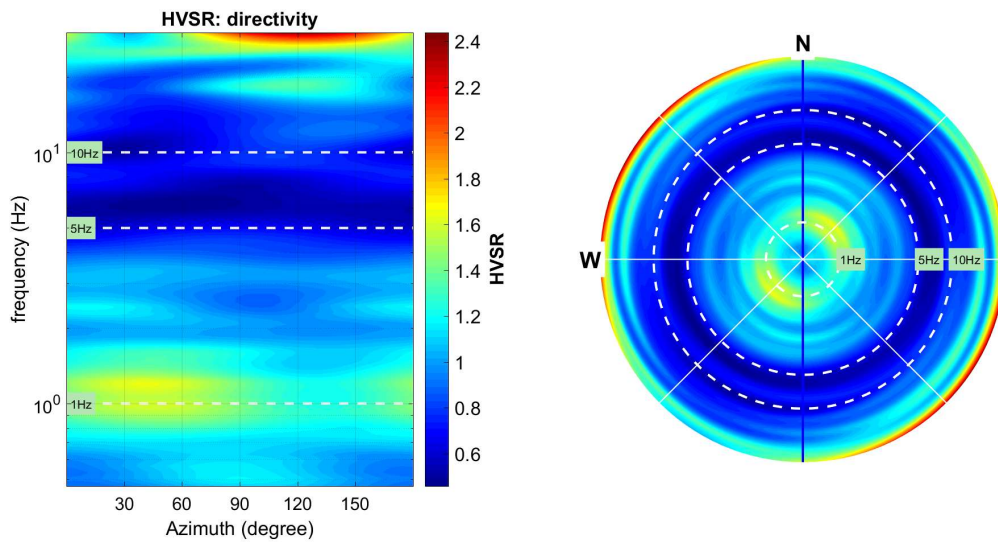 HVSR: directivity
frequency (Hz)
10¹
10⁰
10Hz
5Hz
1Hz
30
60
90
120
150
Azimuth (degree)
2.4
2.2
2
1.8
1.6
1.4
1.2
1
0.8
0.6
HVSR
N
W
1Hz
5Hz
10Hz